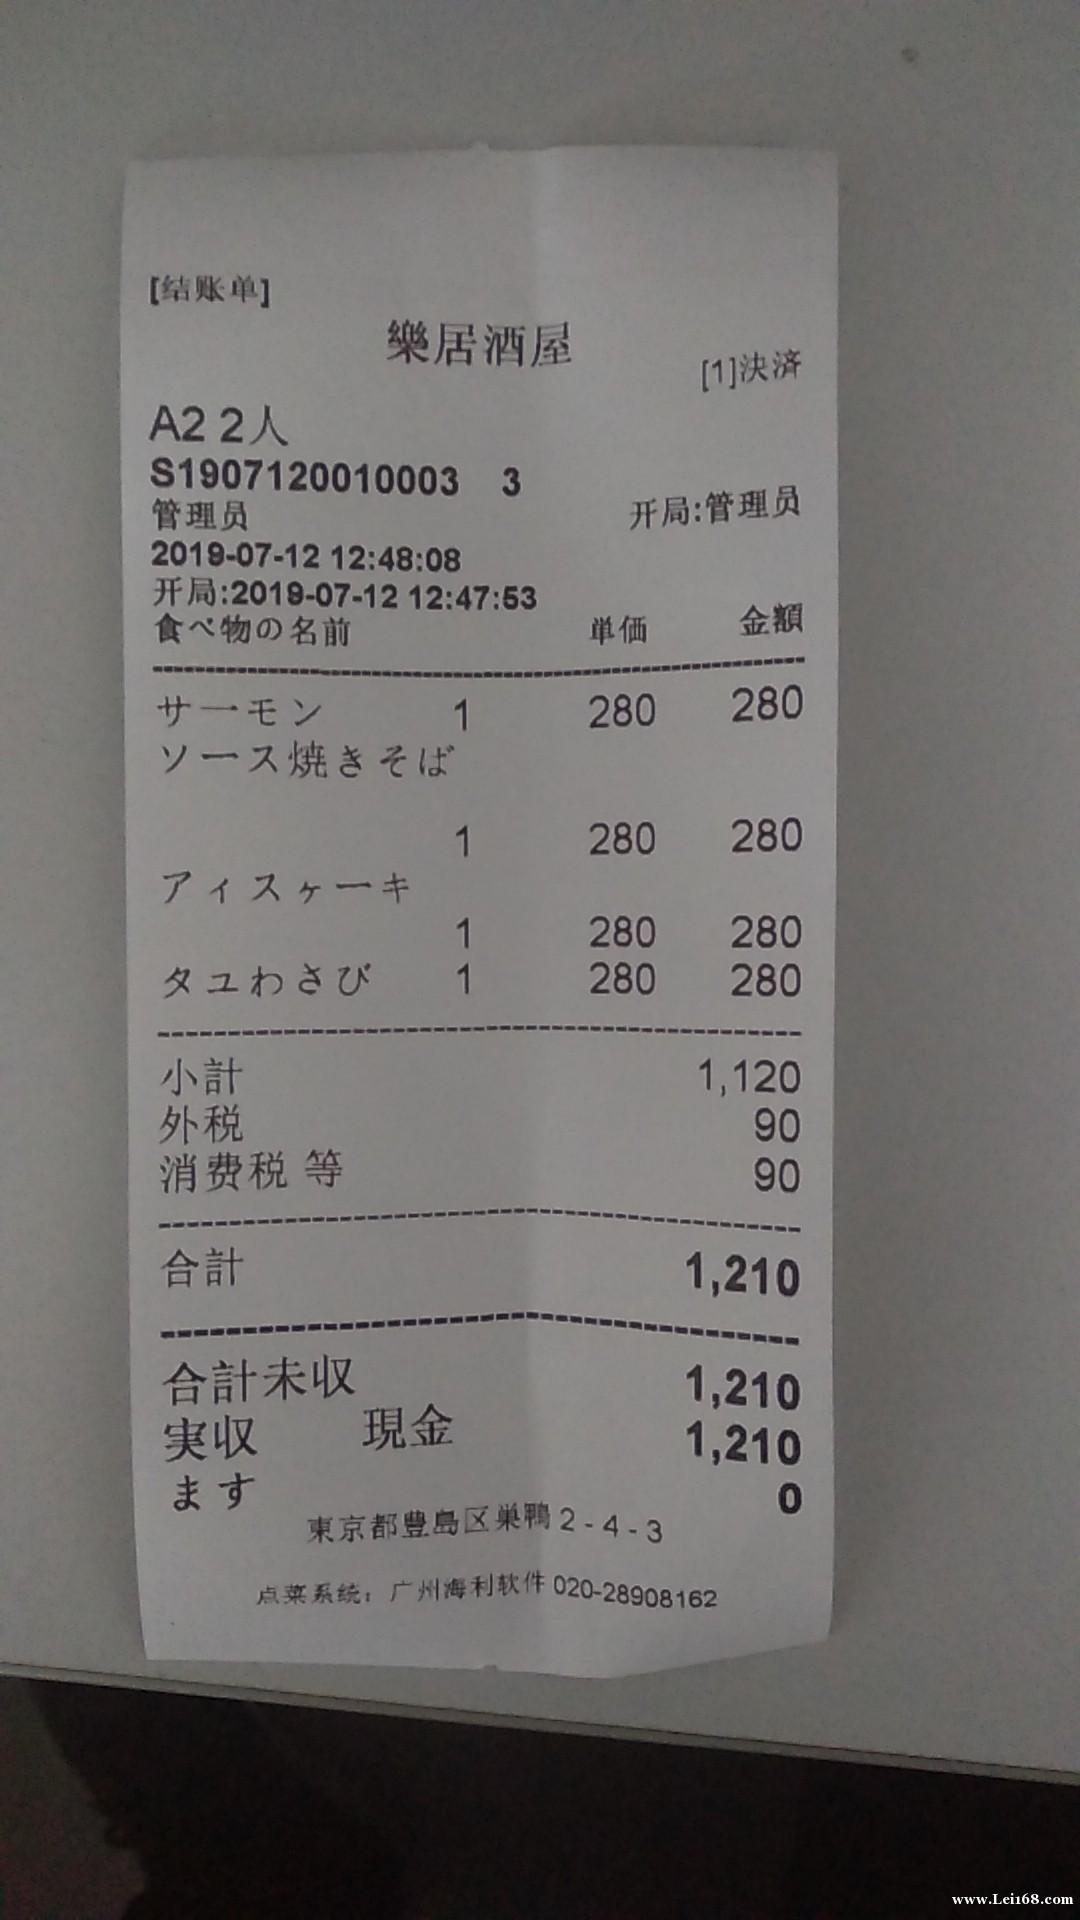 [结账单]
樂居酒屋
[1]決済
A2 2人
S1907120010003 3
管理员 开局:管理员
2019-07-12 12:48:08
开局:2019-07-12 12:47:53
食べ物の名前 単価 金額
サーモン 1 280 280
ソース焼きそば
1 280 280
アィスヶーキ
1 280 280
タユわさび 1 280 280
小計 1,120
外税 90
消费税 等 90
合計 1,210
合計未収 1,210
実収 現金 1,210
ます 0
東京都豊島区巣鴨2-4-3
点菜系统：广州海利软件 020-28908162
www.Lei168.com